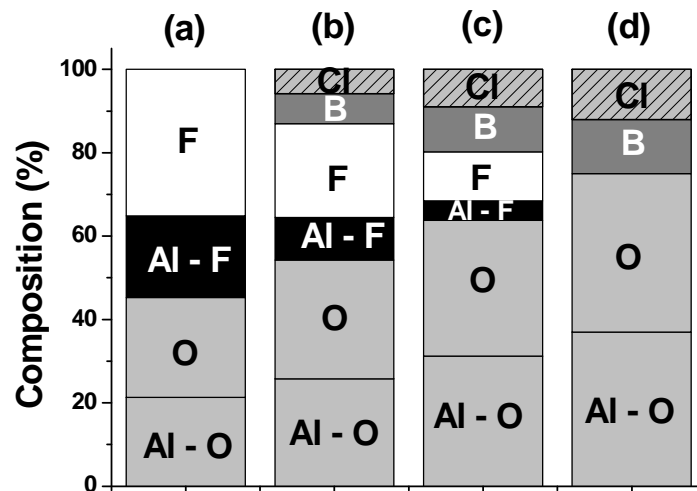 (a) (b) (c) (d)
Composition (%)
100
80
60
40
20
0
F
Al - F
O
Al - O
Cl
B
F
Al - F
O
Al - O
Cl
B
F
Al - F
O
Al - O
Cl
B
O
Al - O